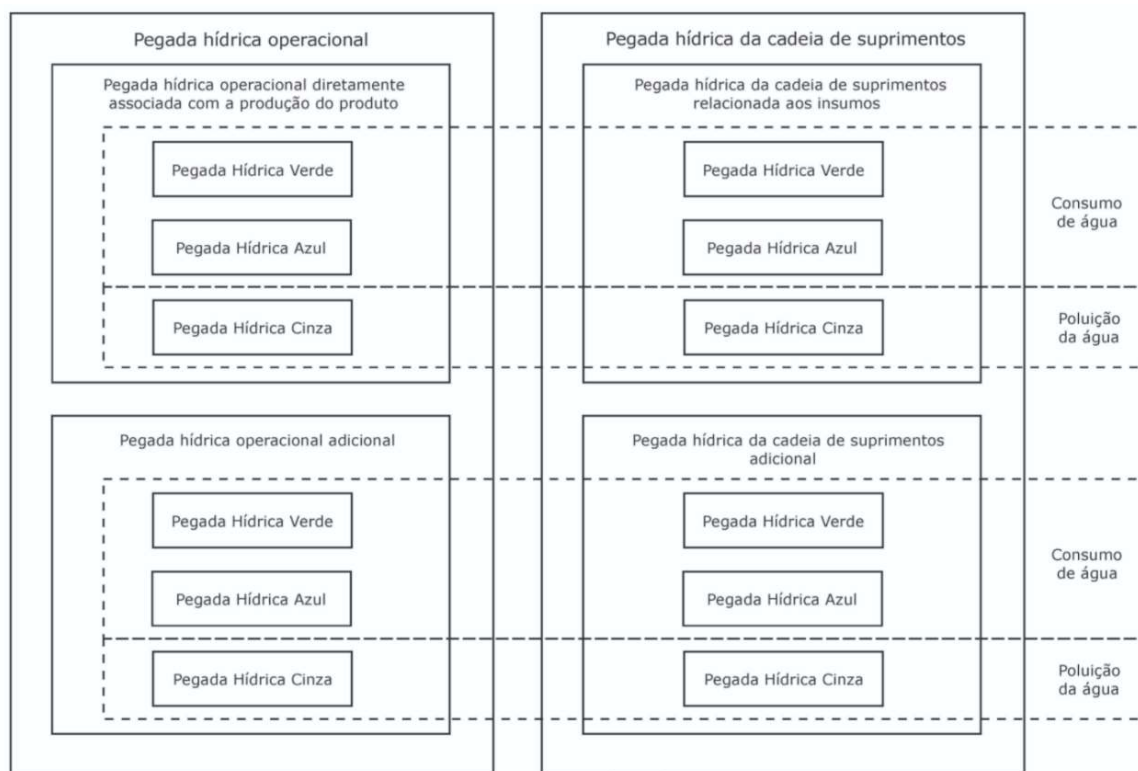 Pegada hídrica operacional
Pegada hídrica operacional diretamente
associada com a produção do produto
Pegada Hídrica Verde
Pegada Hídrica Azul
Pegada Hídrica Cinza
Pegada hídrica operacional adicional
Pegada Hídrica Verde
Pegada Hídrica Azul
Pegada Hídrica Cinza
Pegada hídrica da cadeia de suprimentos
Pegada hídrica da cadeia de suprimentos
relacionada aos insumos
Pegada Hídrica Verde
Pegada Hídrica Azul
Pegada Hídrica Cinza
Pegada hídrica da cadeia de suprimentos
adicional
Pegada Hídrica Verde
Pegada Hídrica Azul
Pegada Hídrica Cinza
Consumo
de água
Poluição
da água
Consumo
de água
Poluição
da água